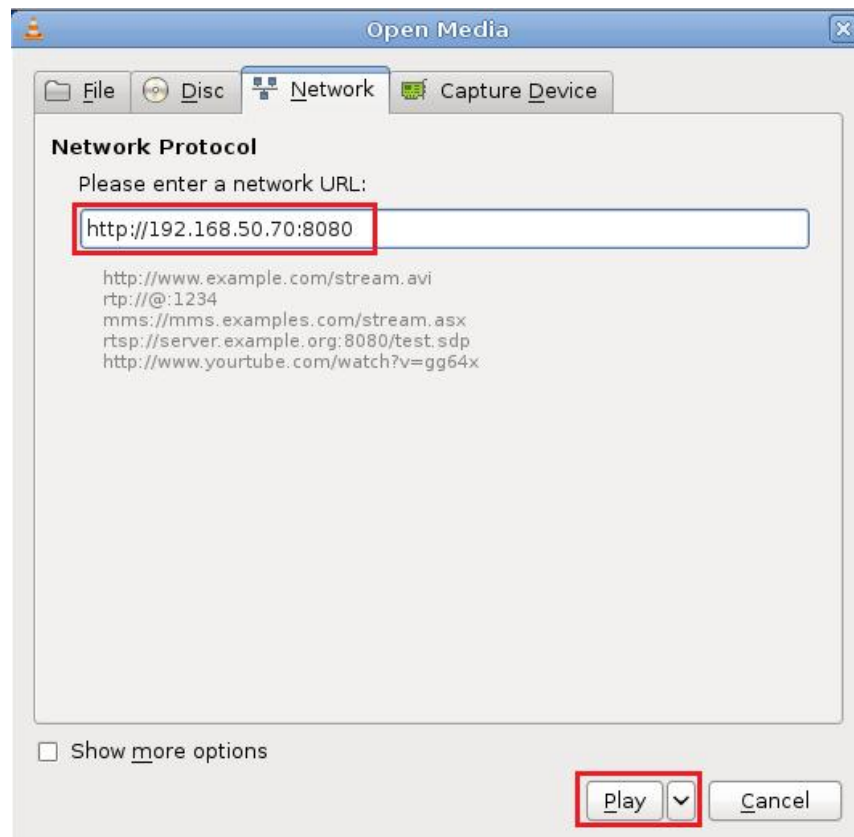 Open Media
File Disc Network Capture Device
Network Protocol
Please enter a network URL:
http://192.168.50.70:8080
http://www.example.com/stream.avi
rtp://@:1234
mms://mms.examples.com/stream.asx
rtsp://server.example.org:8080/test.sdp
http://www.yourtube.com/watch?v=gg64x
Show more options
Play Cancel